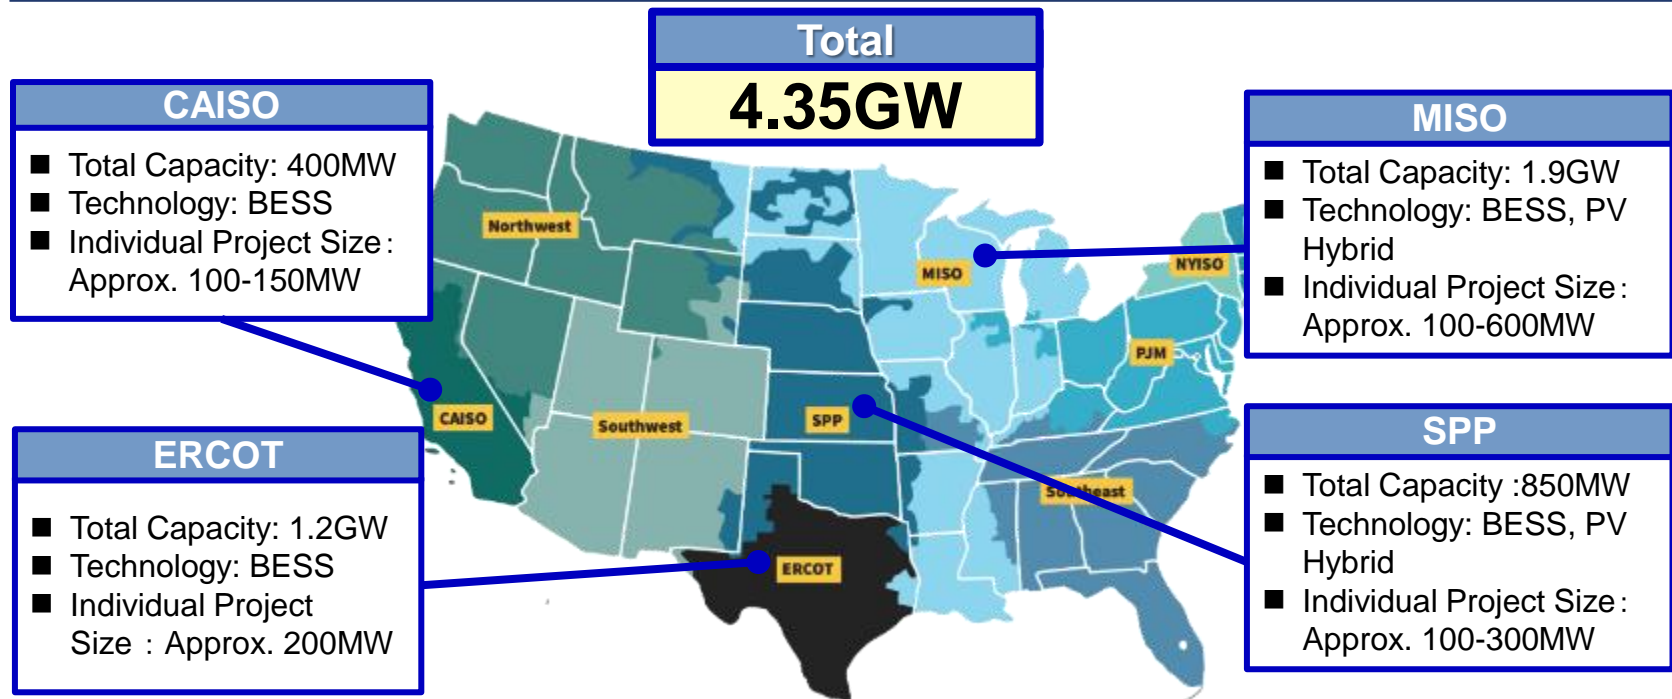 Total
4.35GW
CAISO
■ Total Capacity: 400MW
■ Technology: BESS
■ Individual Project Size:
Approx. 100-150MW
ERCOT
■ Total Capacity: 1.2GW
■ Technology: BESS
■ Individual Project
Size : Approx. 200MW
MISO
■ Total Capacity: 1.9GW
■ Technology: BESS, PV
Hybrid
■ Individual Project Size:
Approx. 100-600MW
SPP
■ Total Capacity :850MW
■ Technology: BESS, PV
Hybrid
■ Individual Project Size:
Approx. 100-300MW
Northwest
MISO
NYISO
PJM
CAISO
Southwest
SPP
Southeast
ERCOT